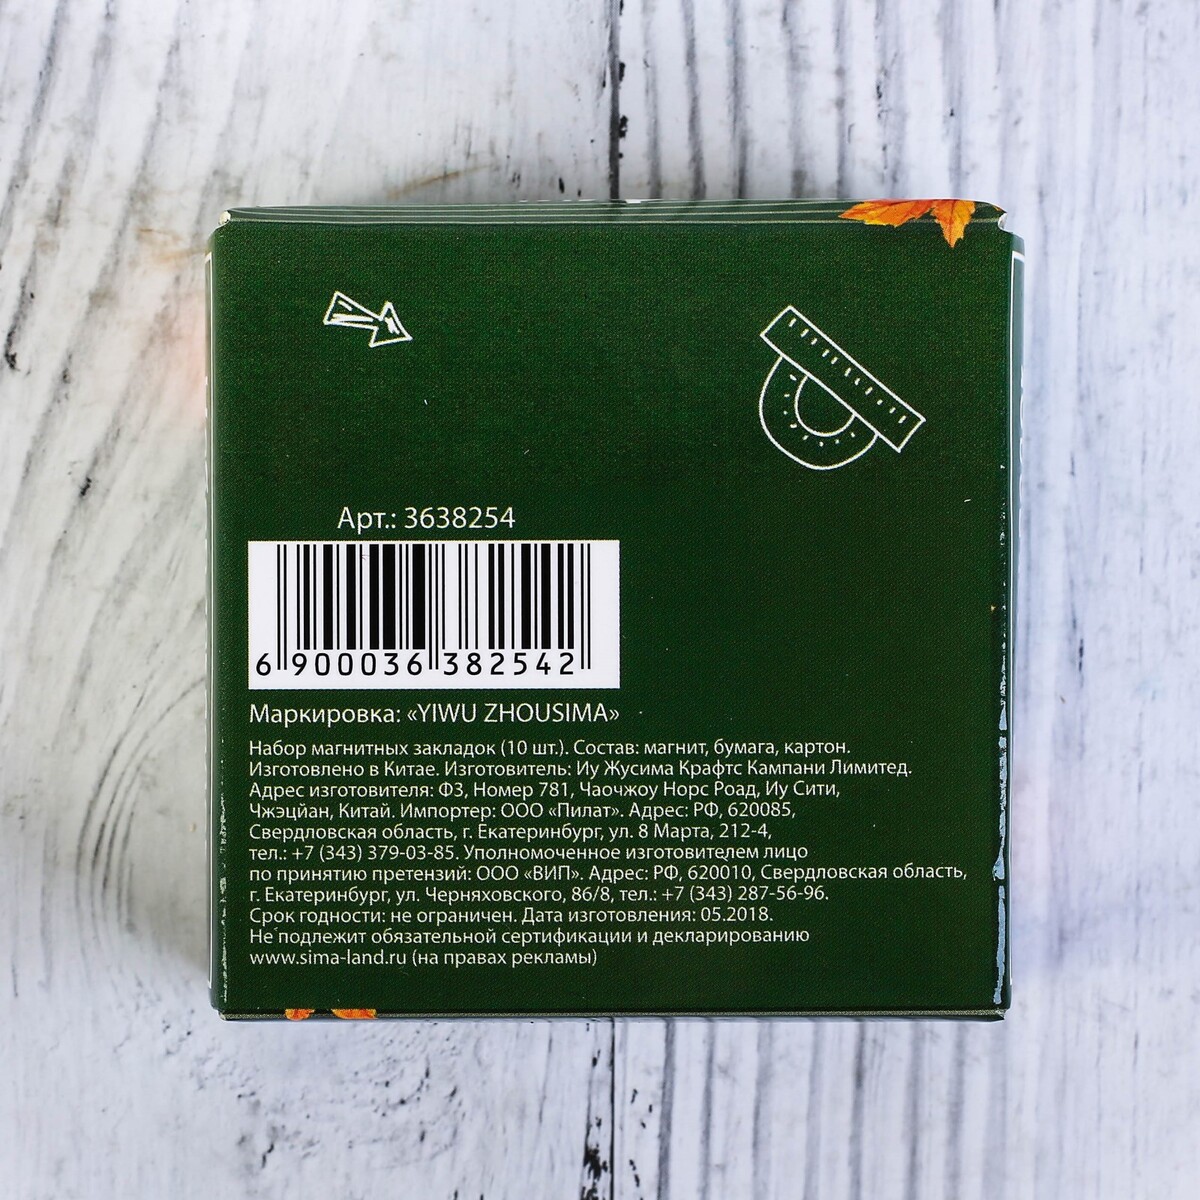 Арт.: 3638254
6 900036 382542
Маркировка: «YIWU ZHOUSIMA»
Набор магнитных закладок (10 шт.). Состав: магнит, бумага, картон.
Изготовлено в Китае. Изготовитель: Иу Жусима Крафтс Кампани Лимитед.
Адрес изготовителя: Ф3, Номер 781, Чаочжоу Норс Роад, Иу Сити,
Чжэцйан, Китай. Импортер: ООО «Пилат». Адрес: РФ, 620085,
Свердловская область, г. Екатеринбург, ул. 8 Марта, 212-4,
тел.: +7 (343) 379-03-85. Уполномоченное изготовителем лицо
по принятию претензий: ООО «ВИП». Адрес: РФ, 620010, Свердловская область,
г. Екатеринбург, ул. Черняховского, 86/8, тел.: +7 (343) 287-56-96.
Срок годности: не ограничен. Дата изготовления: 05.2018.
Не подлежит обязательной сертификации и декларированию
www.sima-land.ru (на правах рекламы)